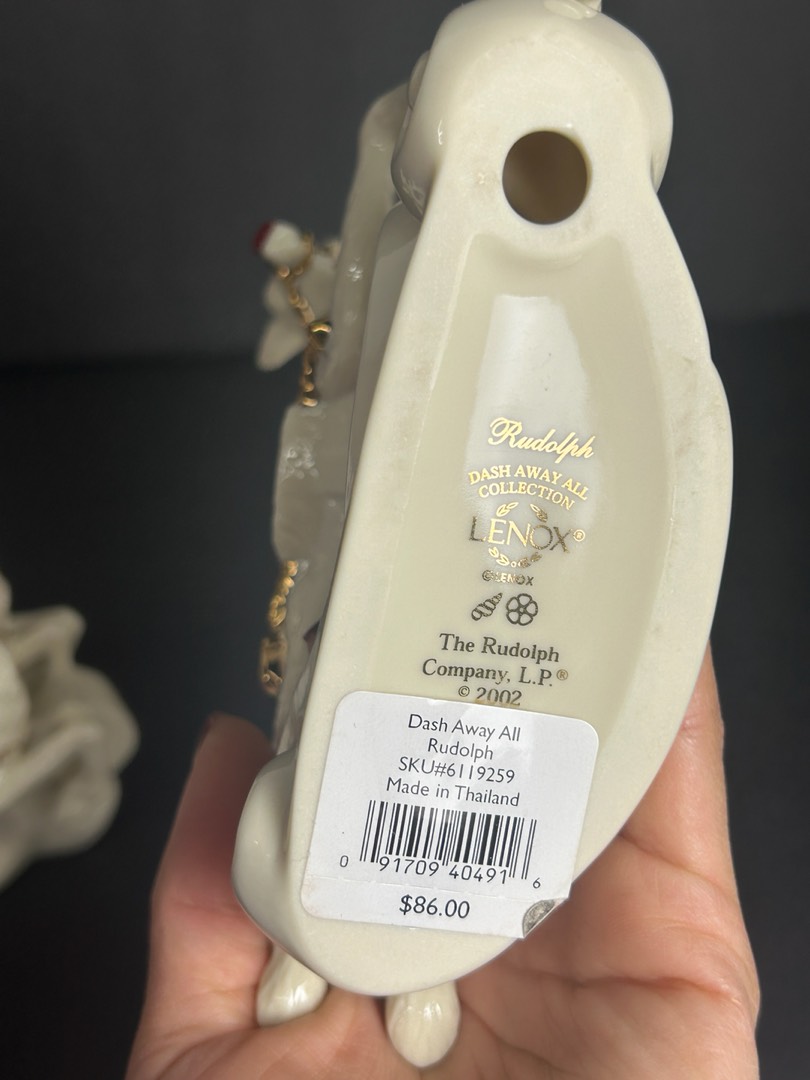 Rudolph
DASH AWAY ALL
COLLECTION
LENOX®
© LENOX
The Rudolph
Company, L.P.®
© 2002
Dash Away All
Rudolph
SKU#6119259
Made in Thailand
0 91709 40491 6
$86.00